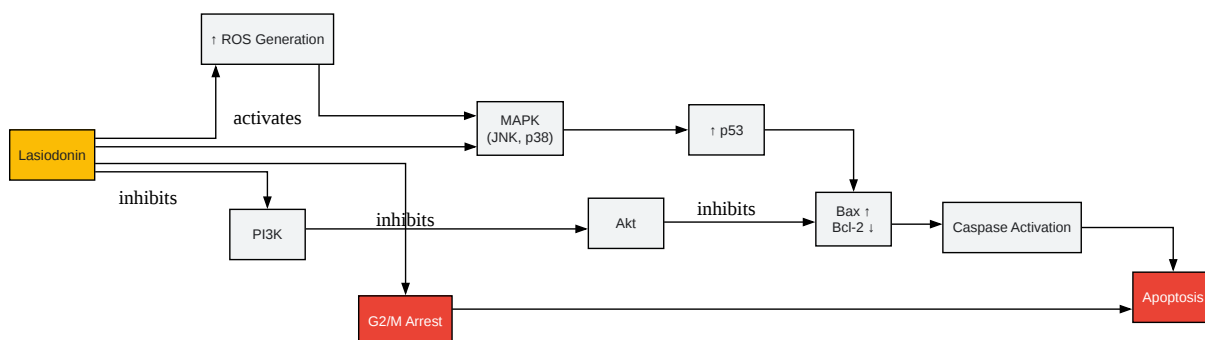 ↑ ROS Generation
activates
MAPK
(JNK, p38)
↑ p53
Lasiodonin
inhibits
PI3K
inhibits
Akt
inhibits
Bax ↑
Bcl-2 ↓
Caspase Activation
G2/M Arrest
Apoptosis